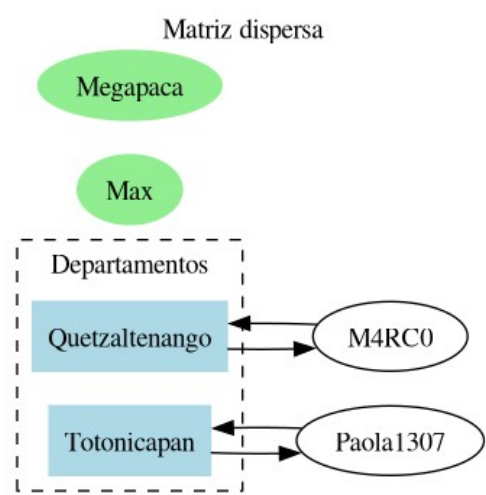 Matriz dispersa
Megapaca
Max
Departamentos
Quetzaltenango
M4RC0
Totonicapan
Paola1307